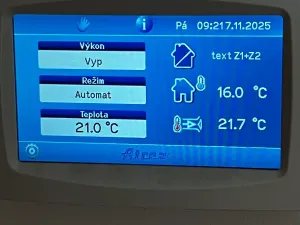 Pá 09:21 7.11.2025
Výkon
Vyp
text Z1+Z2
Režim
Automat
16.0 °C
Teplota
21.0 °C
21.7 °C